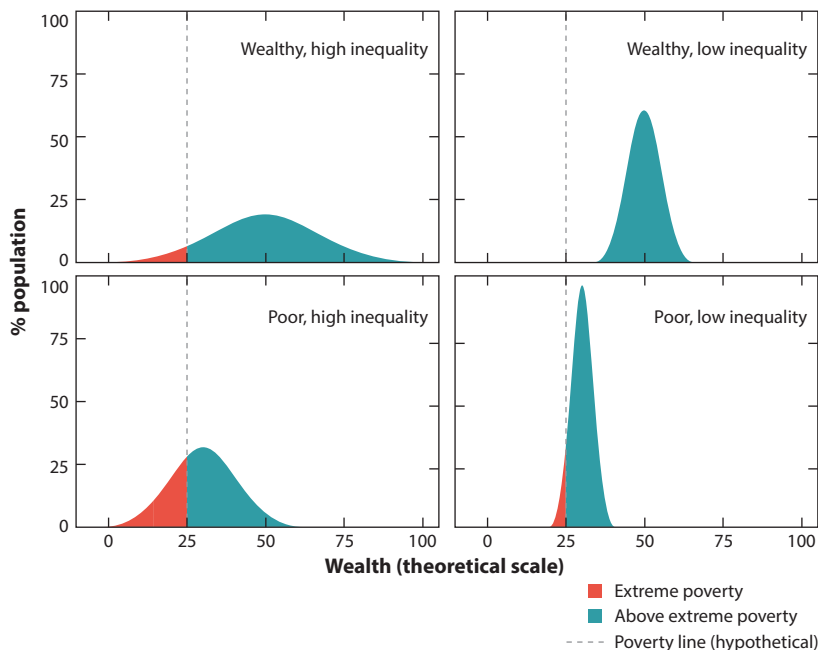 % population
100
75
50
25
0
Wealthy, high inequality
Wealthy, low inequality
100
75
50
25
0
Poor, high inequality
Poor, low inequality
0 25 50 75 100
0 25 50 75 100
Wealth (theoretical scale)
Extreme poverty
Above extreme poverty
Poverty line (hypothetical)